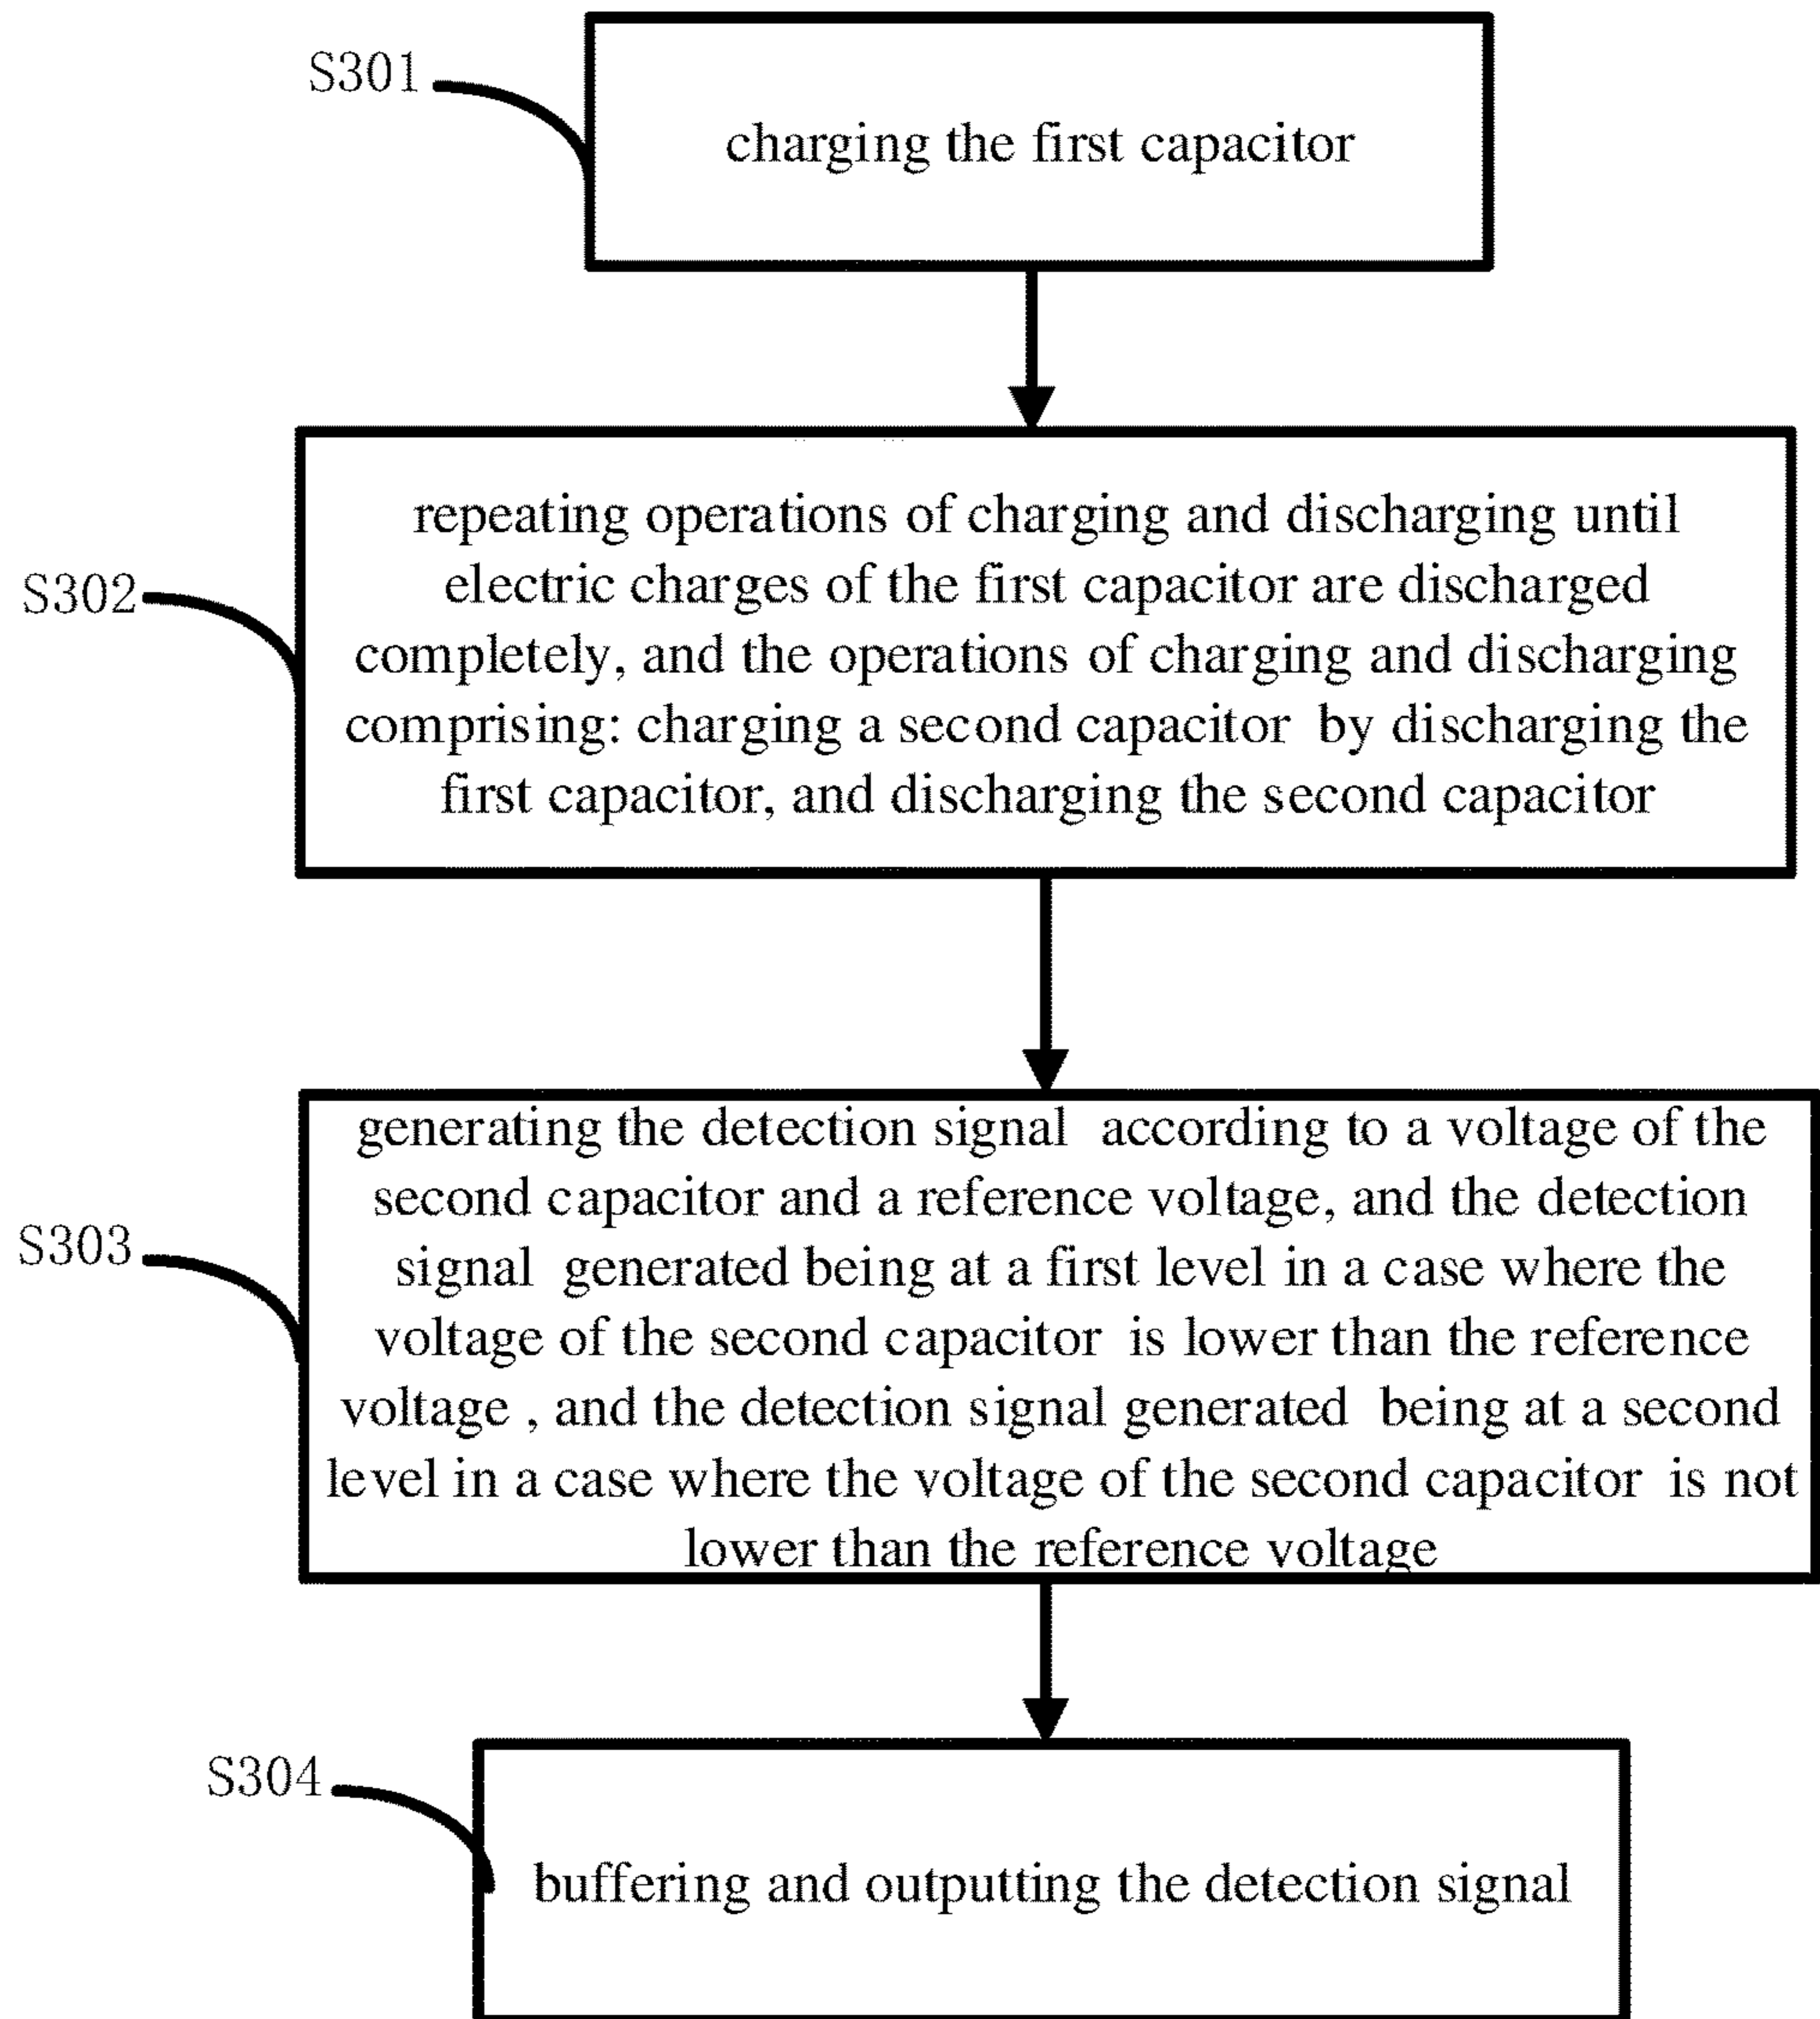 S301
charging the first capacitor
S302
repeating operations of charging and discharging until
electric charges of the first capacitor are discharged
completely, and the operations of charging and discharging
comprising: charging a second capacitor by discharging the
first capacitor, and discharging the second capacitor
S303
generating the detection signal according to a voltage of the
second capacitor and a reference voltage, and the detection
signal generated being at a first level in a case where the
voltage of the second capacitor is lower than the reference
voltage , and the detection signal generated being at a second
level in a case where the voltage of the second capacitor is not
lower than the reference voltage
S304
buffering and outputting the detection signal